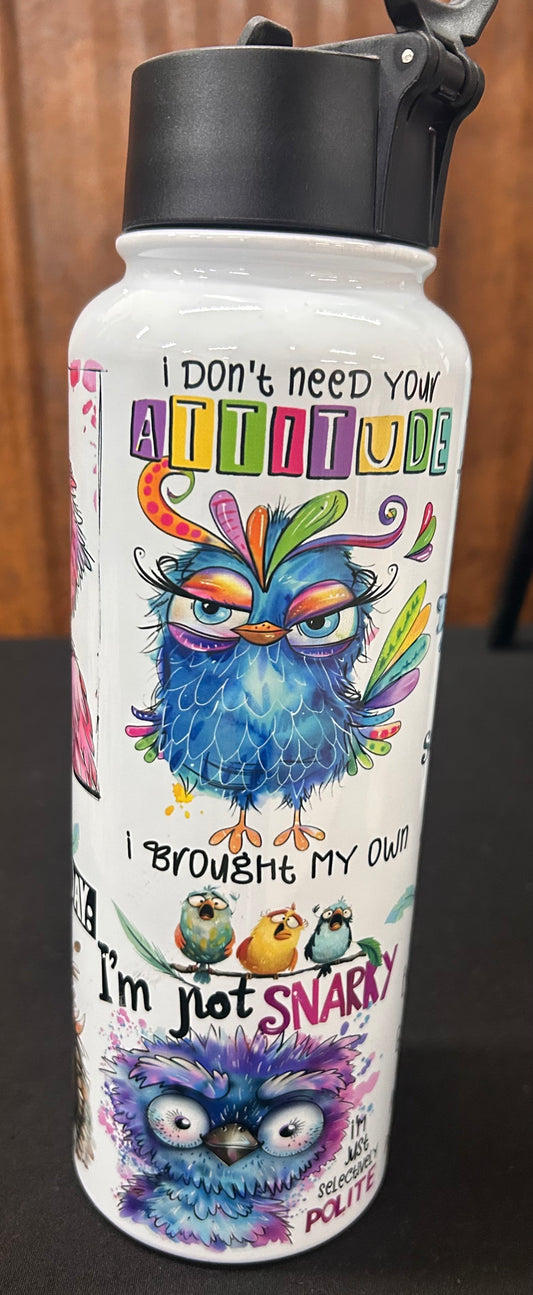 i DON't NEED YOUR
ATTITUDE
i BROUGHT MY OWN
I'm not SNARKY
I'M
JUST
SELECTIVELY
POLITE